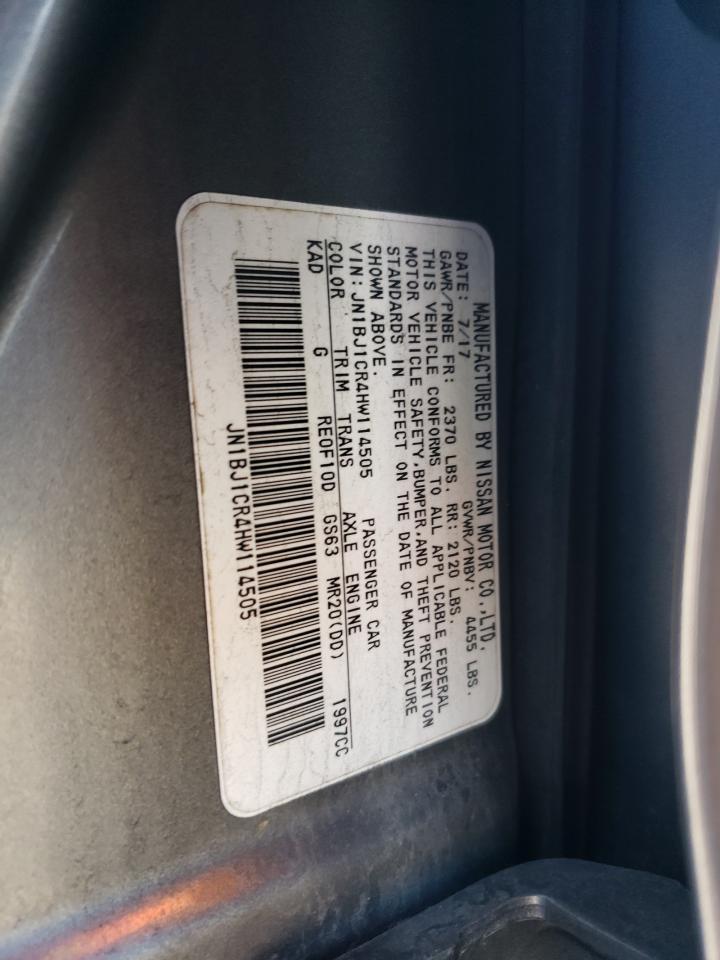 MANUFACTURED BY NISSAN MOTOR CO.,LTD.
DATE: 7/17 GVWR/PNBV: 4455 LBS.
GAWR/PNBE FR: 2370 LBS. RR: 2120 LBS.
THIS VEHICLE CONFORMS TO ALL APPLICABLE FEDERAL
MOTOR VEHICLE SAFETY,BUMPER,AND THEFT PREVENTION
STANDARDS IN EFFECT ON THE DATE OF MANUFACTURE
SHOWN ABOVE.
VIN:JN1BJ1CR4HW114505 PASSENGER CAR
COLOR TRIM TRANS AXLE ENGINE
KAD G RE0F10D GS63 MR20(DD) 1997CC
JN1BJ1CR4HW114505